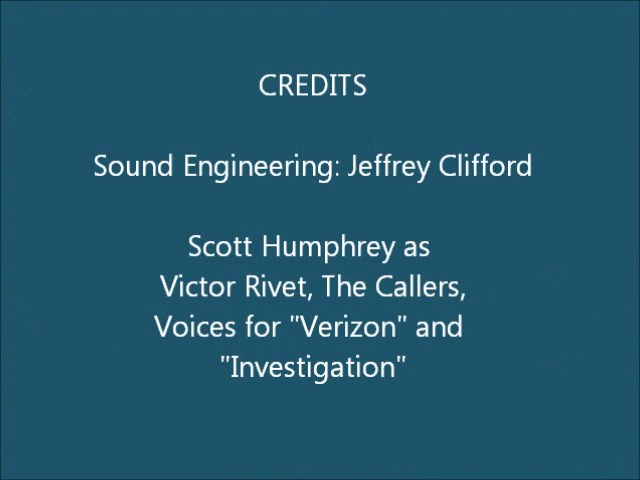 CREDITS
Sound Engineering: Jeffrey Clifford
Scott Humphrey as
Victor Rivet, The Callers,
Voices for "Verizon" and
"Investigation"